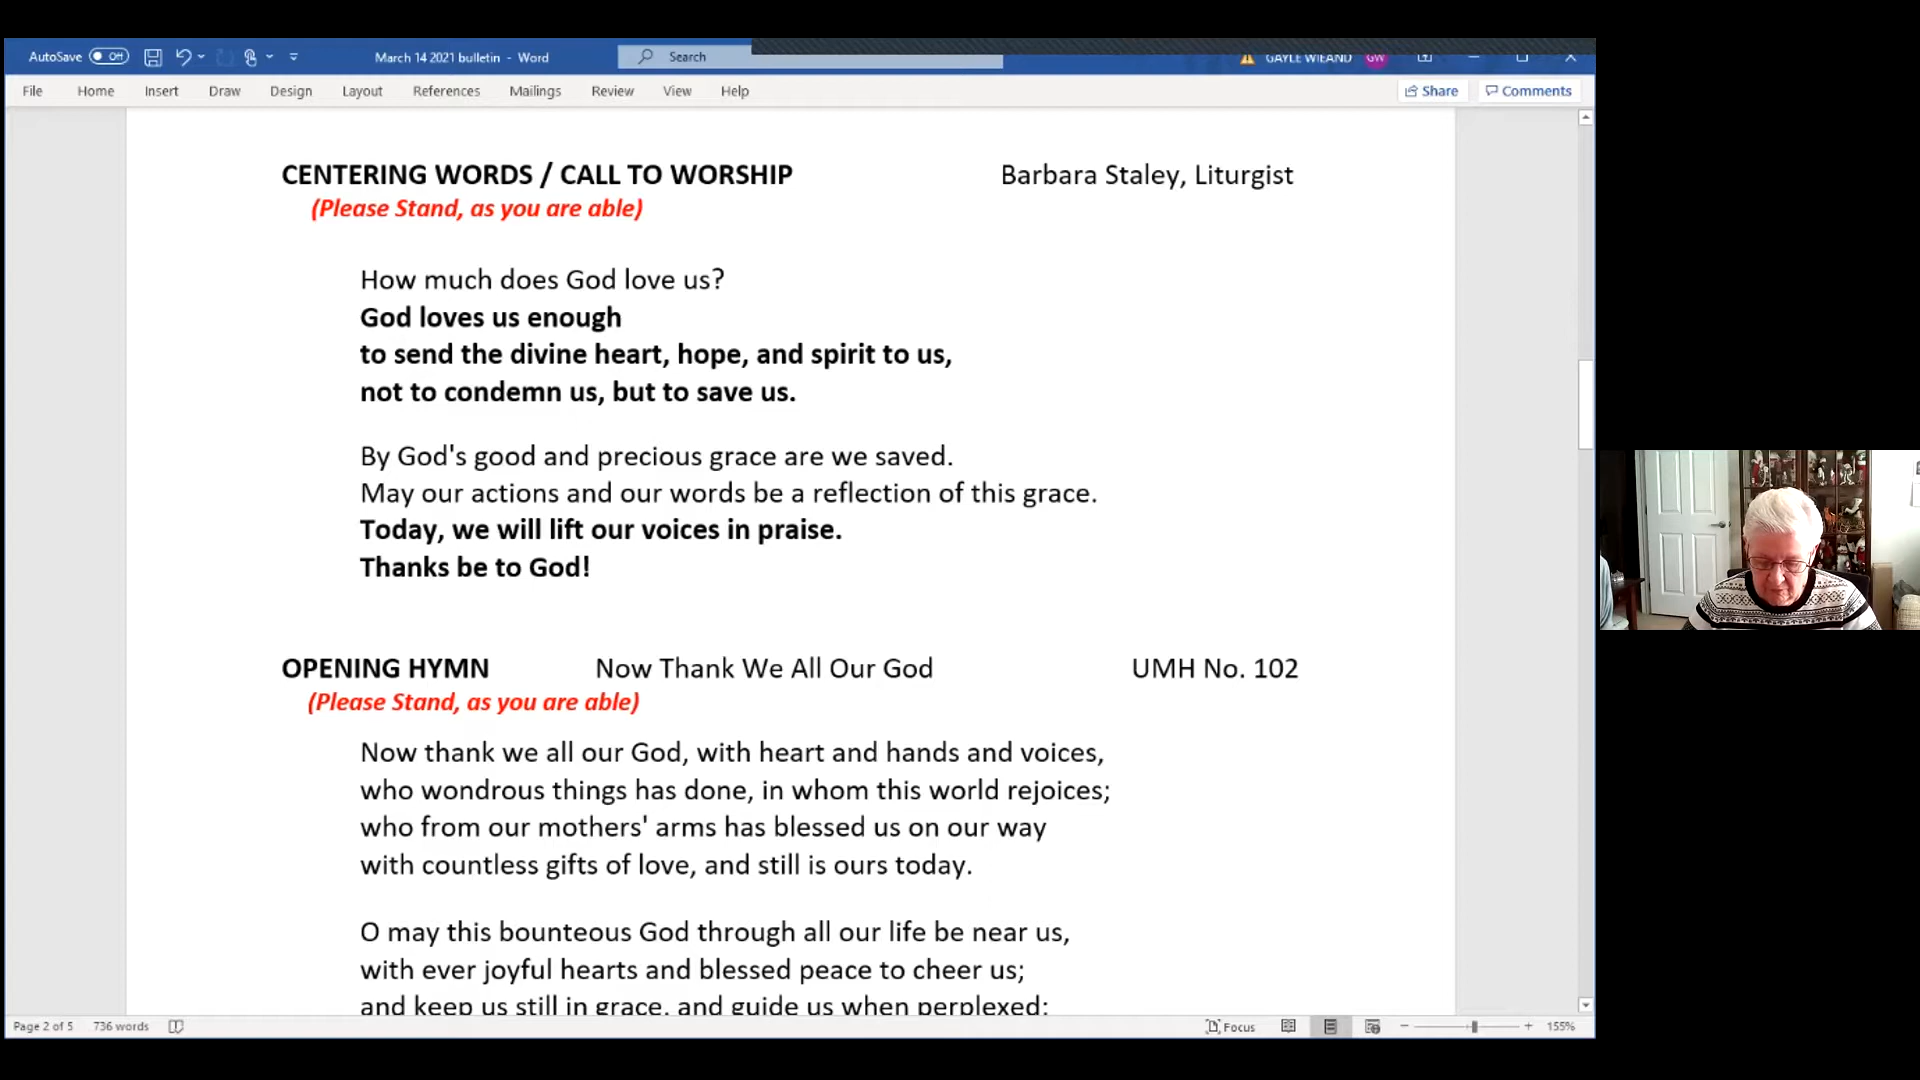 AutoSave Off March 14 2021 bulletin - Word Search GAYLE WIEAND GW
File Home Insert Draw Design Layout References Mailings Review View Help Share Comments
CENTERING WORDS / CALL TO WORSHIP Barbara Staley, Liturgist
(Please Stand, as you are able)
How much does God love us?
God loves us enough
to send the divine heart, hope, and spirit to us,
not to condemn us, but to save us.
By God's good and precious grace are we saved.
May our actions and our words be a reflection of this grace.
Today, we will lift our voices in praise.
Thanks be to God!
OPENING HYMN Now Thank We All Our God UMH No. 102
(Please Stand, as you are able)
Now thank we all our God, with heart and hands and voices,
who wondrous things has done, in whom this world rejoices;
who from our mothers' arms has blessed us on our way
with countless gifts of love, and still is ours today.
O may this bounteous God through all our life be near us,
with ever joyful hearts and blessed peace to cheer us;
and keep us still in grace, and guide us when perplexed;
Page 2 of 5 736 words Focus 155%